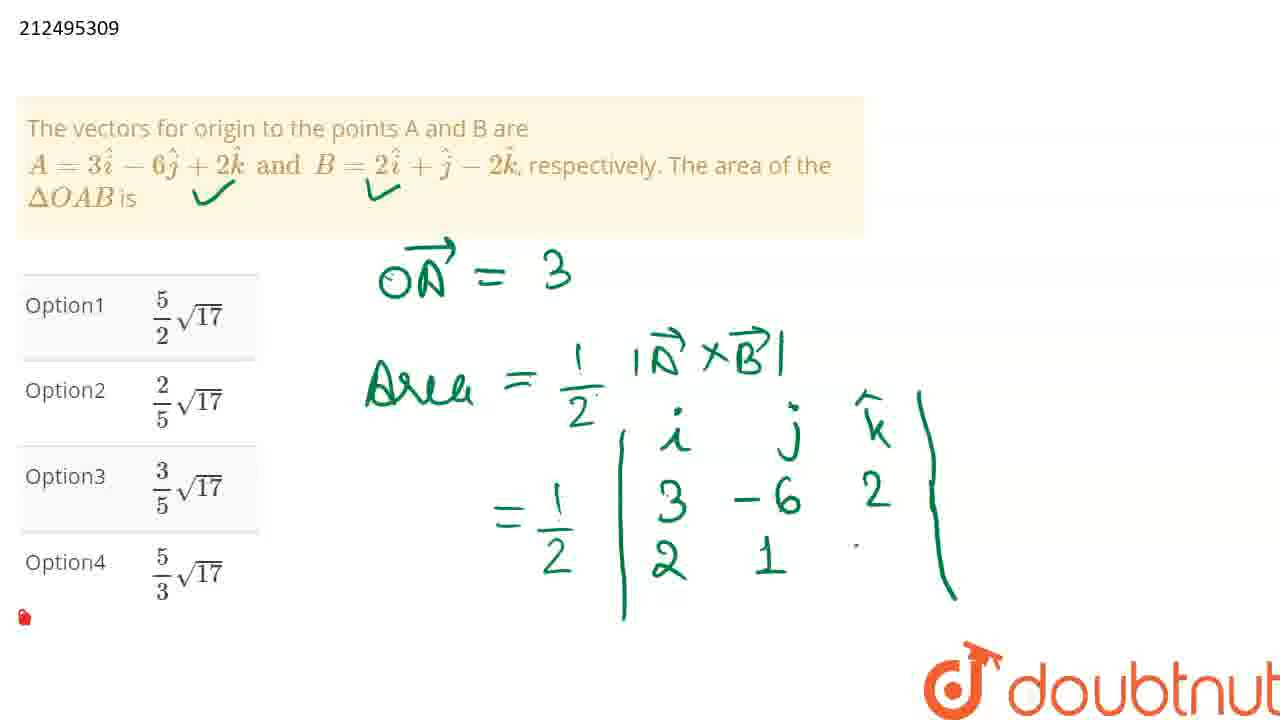 212495309
The vectors for origin to the points A and B are
A = 3î − 6ĵ + 2k̂ and B = 2î + ĵ − 2k̂, respectively. The area of the
ΔOAB is
OA⃗ = 3
Option1 5/2 √17
Area = 1/2 |A⃗ × B⃗|
Option2 2/5 √17
i j k̂
= 1/2 | 3 -6 2 |
2 1
Option3 3/5 √17
Option4 5/3 √17
doubtnut